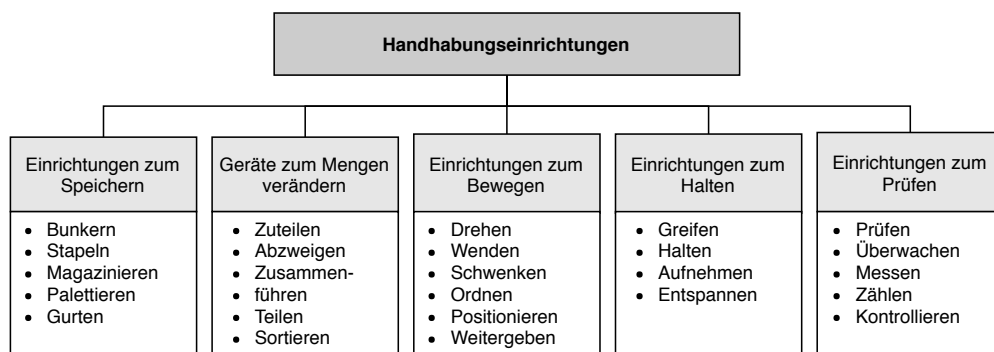 Handhabungseinrichtungen
Einrichtungen zum
Speichern
• Bunkern
• Stapeln
• Magazinieren
• Palettieren
• Gurten
Geräte zum Mengen
verändern
• Zuteilen
• Abzweigen
• Zusammen-
• führen
• Teilen
• Sortieren
Einrichtungen zum
Bewegen
• Drehen
• Wenden
• Schwenken
• Ordnen
• Positionieren
• Weitergeben
Einrichtungen zum
Halten
• Greifen
• Halten
• Aufnehmen
• Entspannen
Einrichtungen zum
Prüfen
• Prüfen
• Überwachen
• Messen
• Zählen
• Kontrollieren